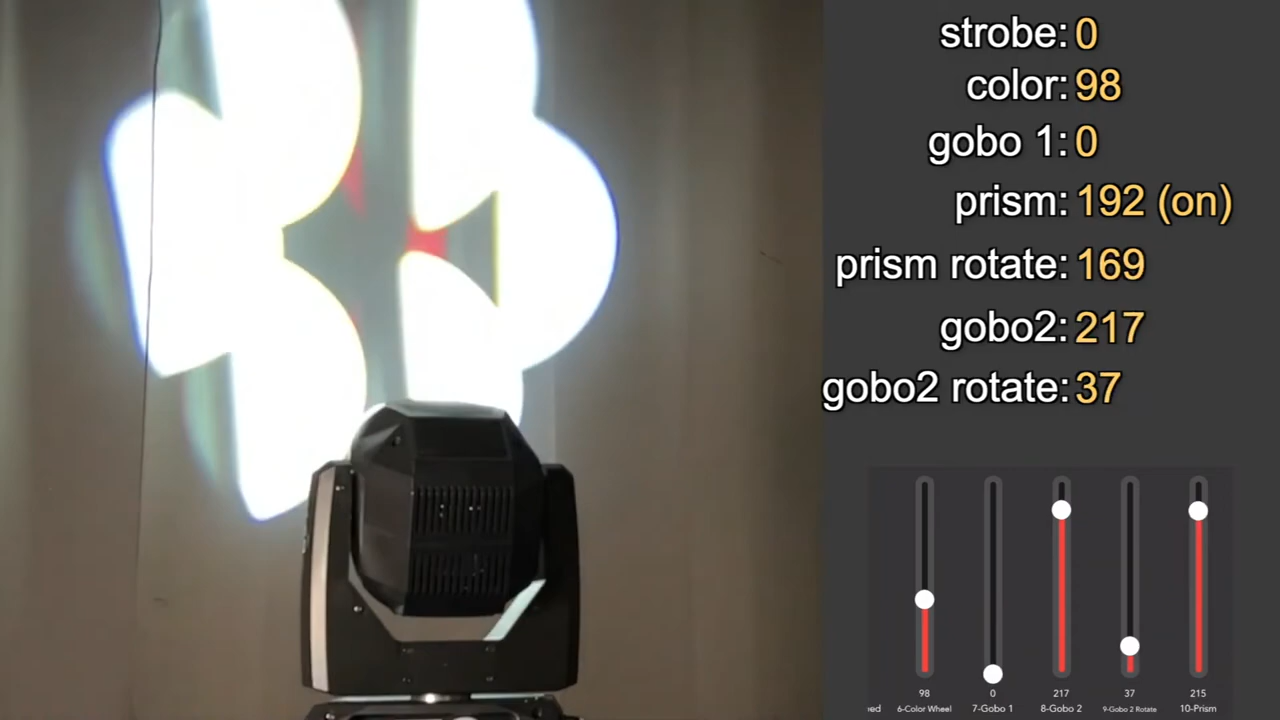 strobe: 0
color: 98
gobo 1: 0
prism: 192 (on)
prism rotate: 169
gobo2: 217
gobo2 rotate: 37
98 0 217 37 215
red 6-Color Wheel 7-Gobo 1 8-Gobo 2 9-Gobo 2 Rotate 10-Prism